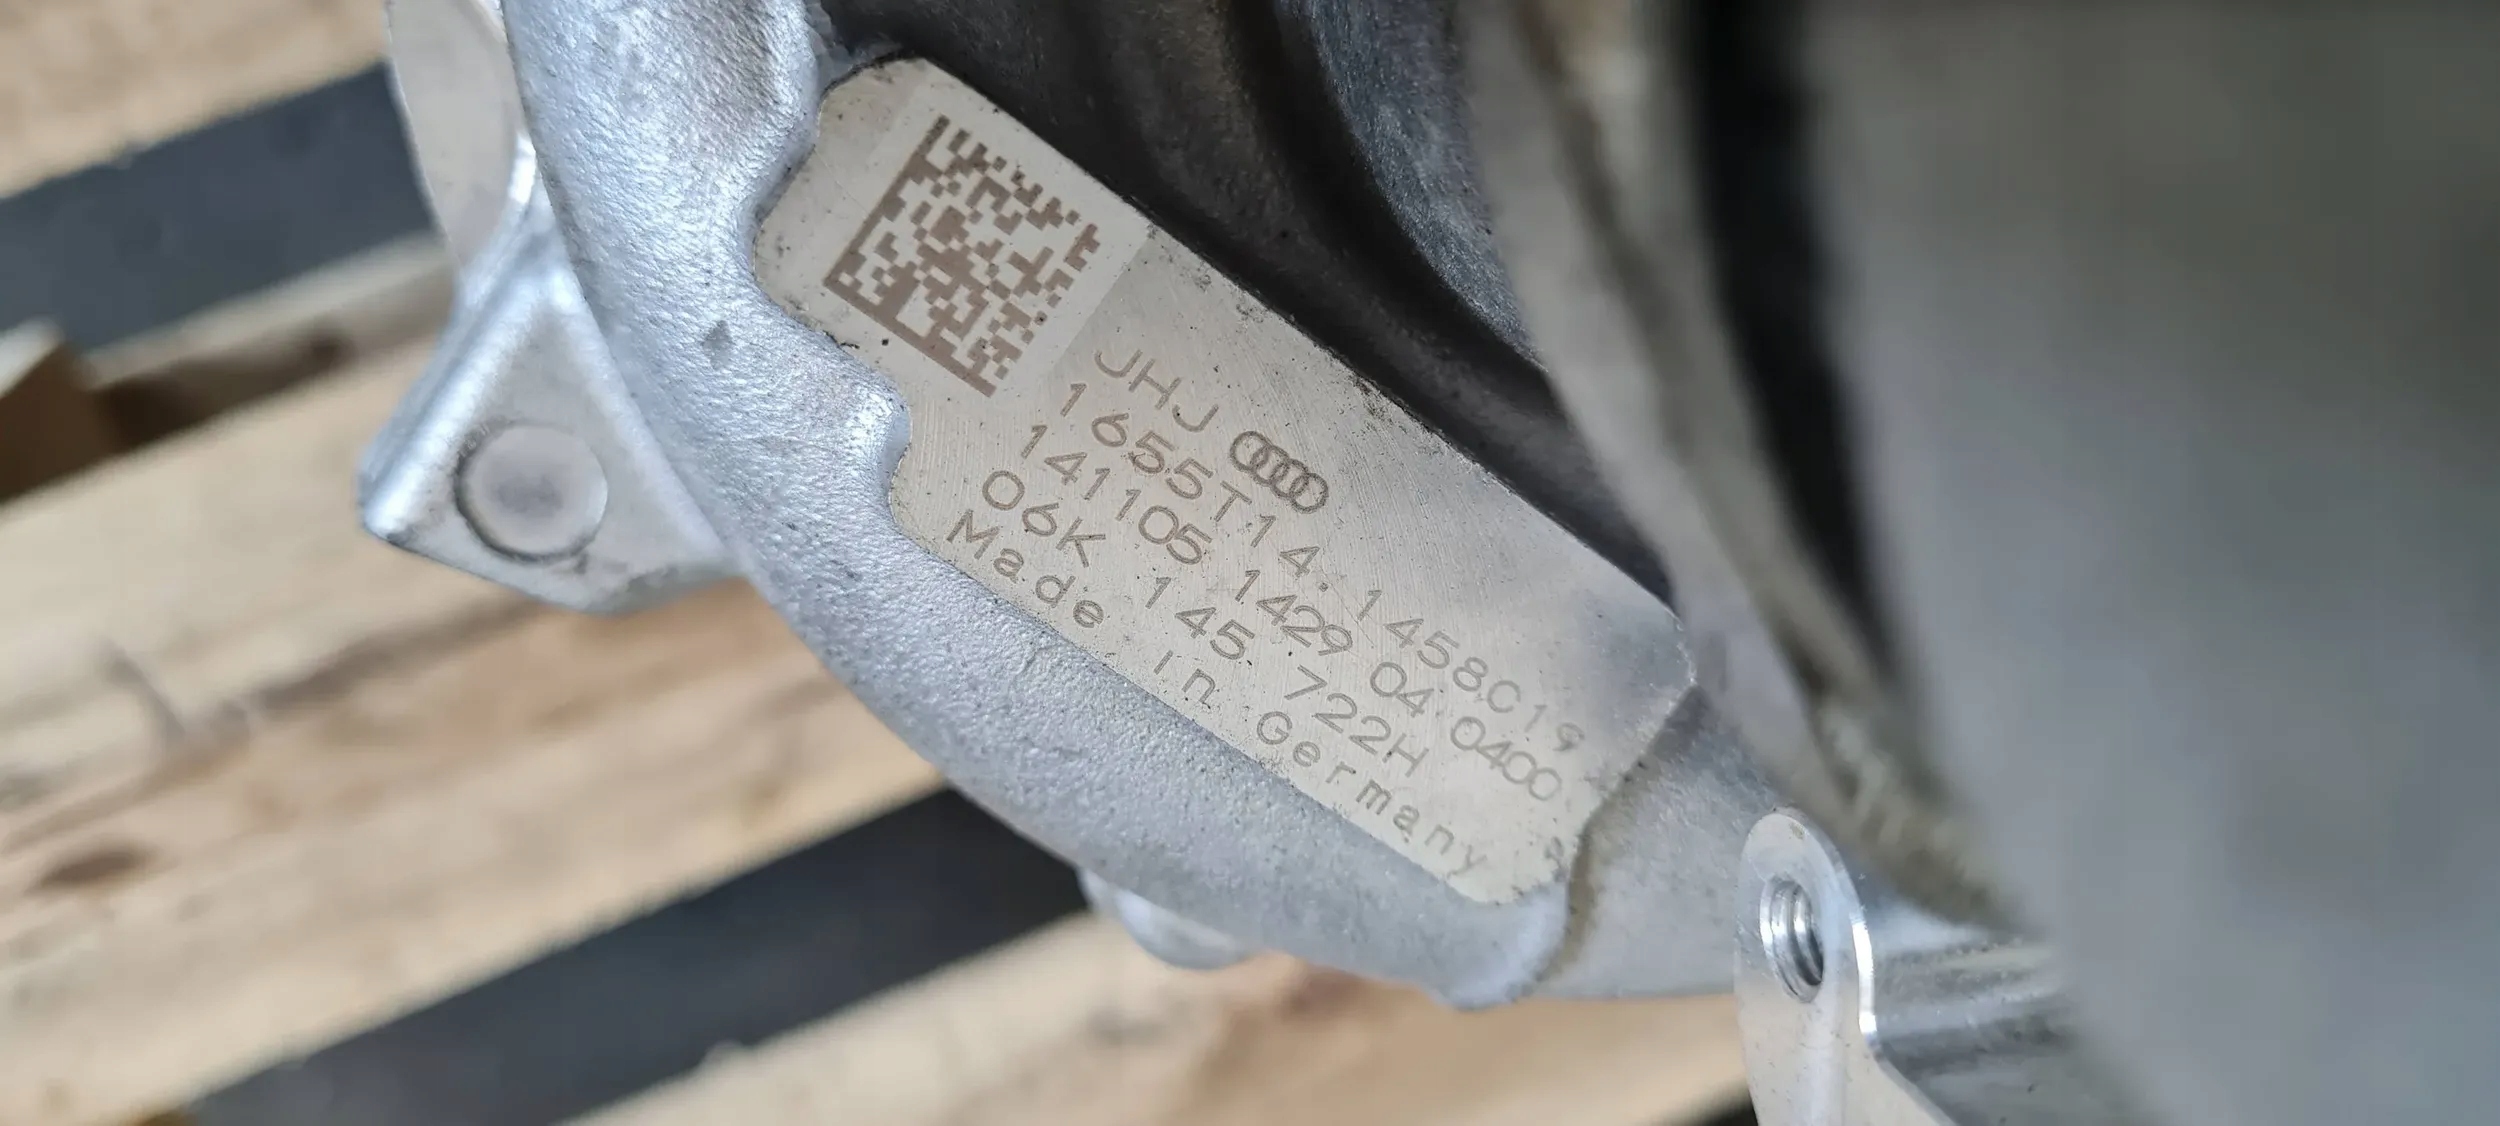 JHJ
1655T14.1458C19
141105 1429 04 0400
06K 145 722H
Made in Germany